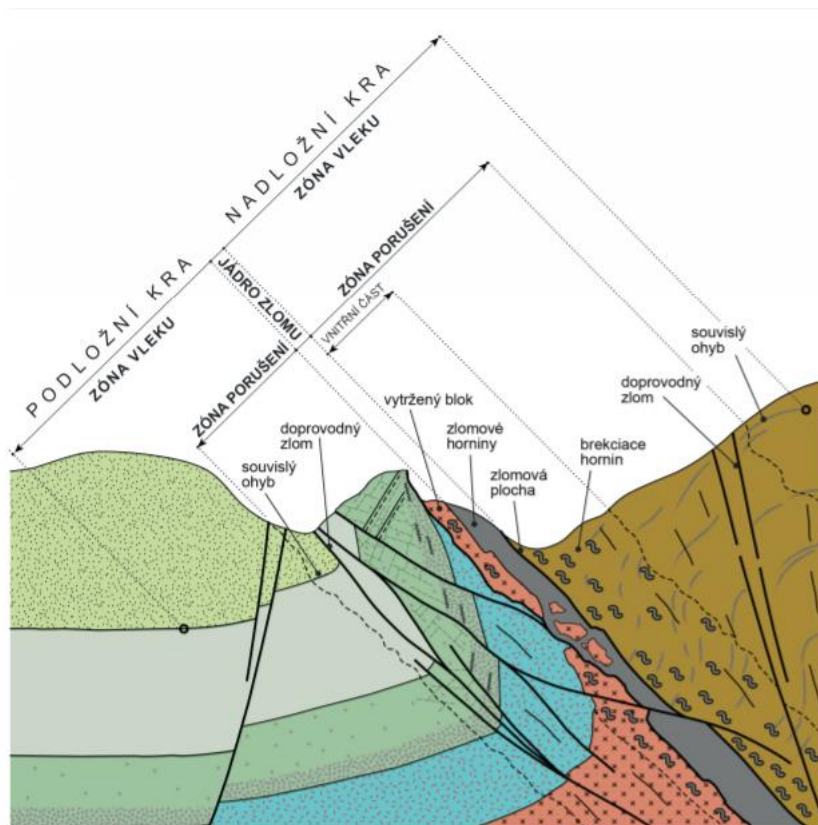 NADLOŽNÍ KRA
ZÓNA VLEKU
ZÓNA PORUŠENÍ
VNITŘNÍ ČÁST
JÁDRO ZLOMU
PODLOŽNÍ KRA
ZÓNA VLEKU
ZÓNA PORUŠENÍ
souvislý
ohyb
doprovodný
zlom
vytržený blok
zlomové
horniny
brekciace
hornin
zlomová
plocha
doprovodný
zlom
souvislý
ohyb